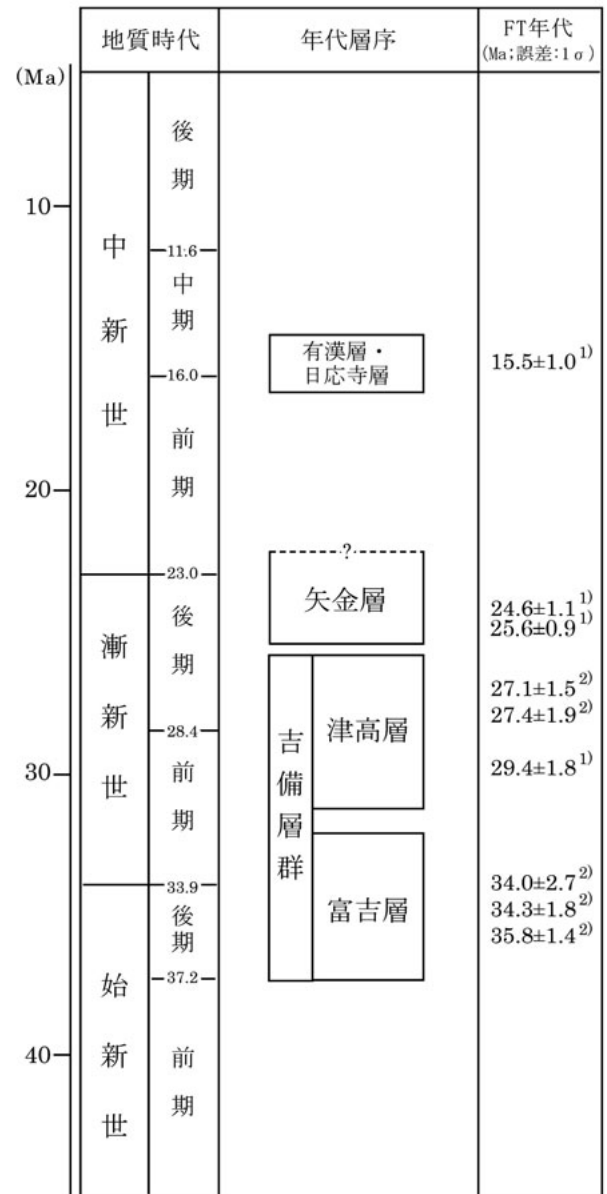 地質時代
年代層序
FT年代
(Ma;誤差:1σ)
(Ma)
10
20
30
40
中新世
後期
11.6
中期
16.0
前期
23.0
漸新世
後期
28.4
前期
33.9
始新世
後期
37.2
前期
有漢層・
日応寺層
?
矢金層
吉備層群
津高層
富吉層
15.5±1.0 1)
24.6±1.1 1)
25.6±0.9 1)
27.1±1.5 2)
27.4±1.9 2)
29.4±1.8 1)
34.0±2.7 2)
34.3±1.8 2)
35.8±1.4 2)